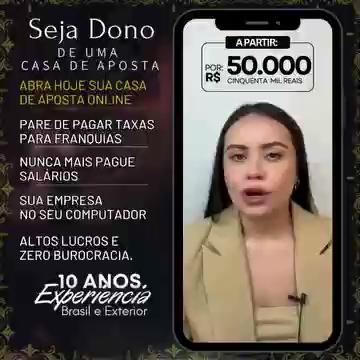 Seja Dono
DE UMA
CASA DE APOSTA
ABRA HOJE SUA CASA
DE APOSTA ONLINE
PARE DE PAGAR TAXAS
PARA FRANQUIAS
NUNCA MAIS PAGUE
SALÁRIOS
SUA EMPRESA
NO SEU COMPUTADOR
ALTOS LUCROS E
ZERO BUROCRACIA.
10 ANOS.
Experiencia
Brasil e Exterior
A PARTIR:
POR:
R$ 50.000
CINQUENTA MIL REAIS